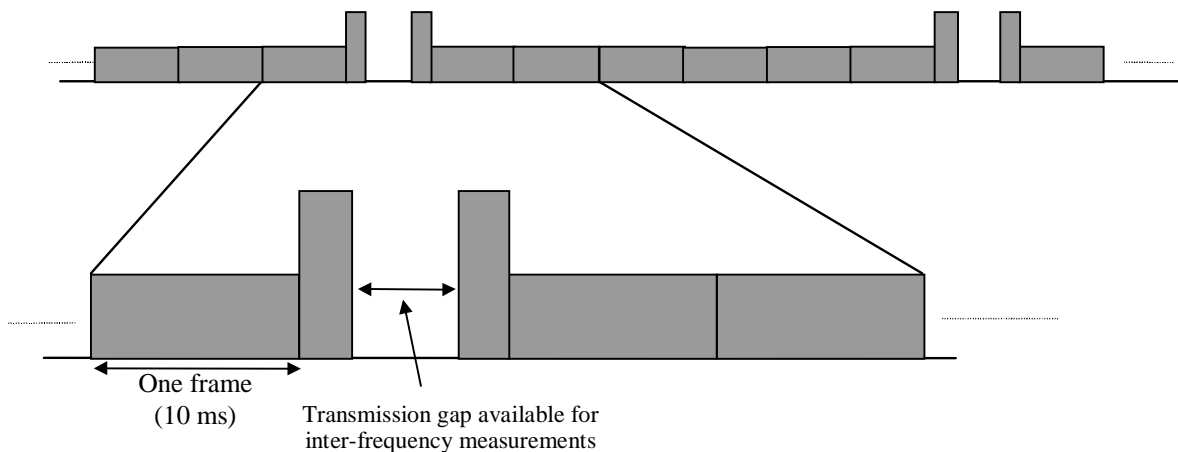 One frame
(10 ms)
Transmission gap available for
inter-frequency measurements